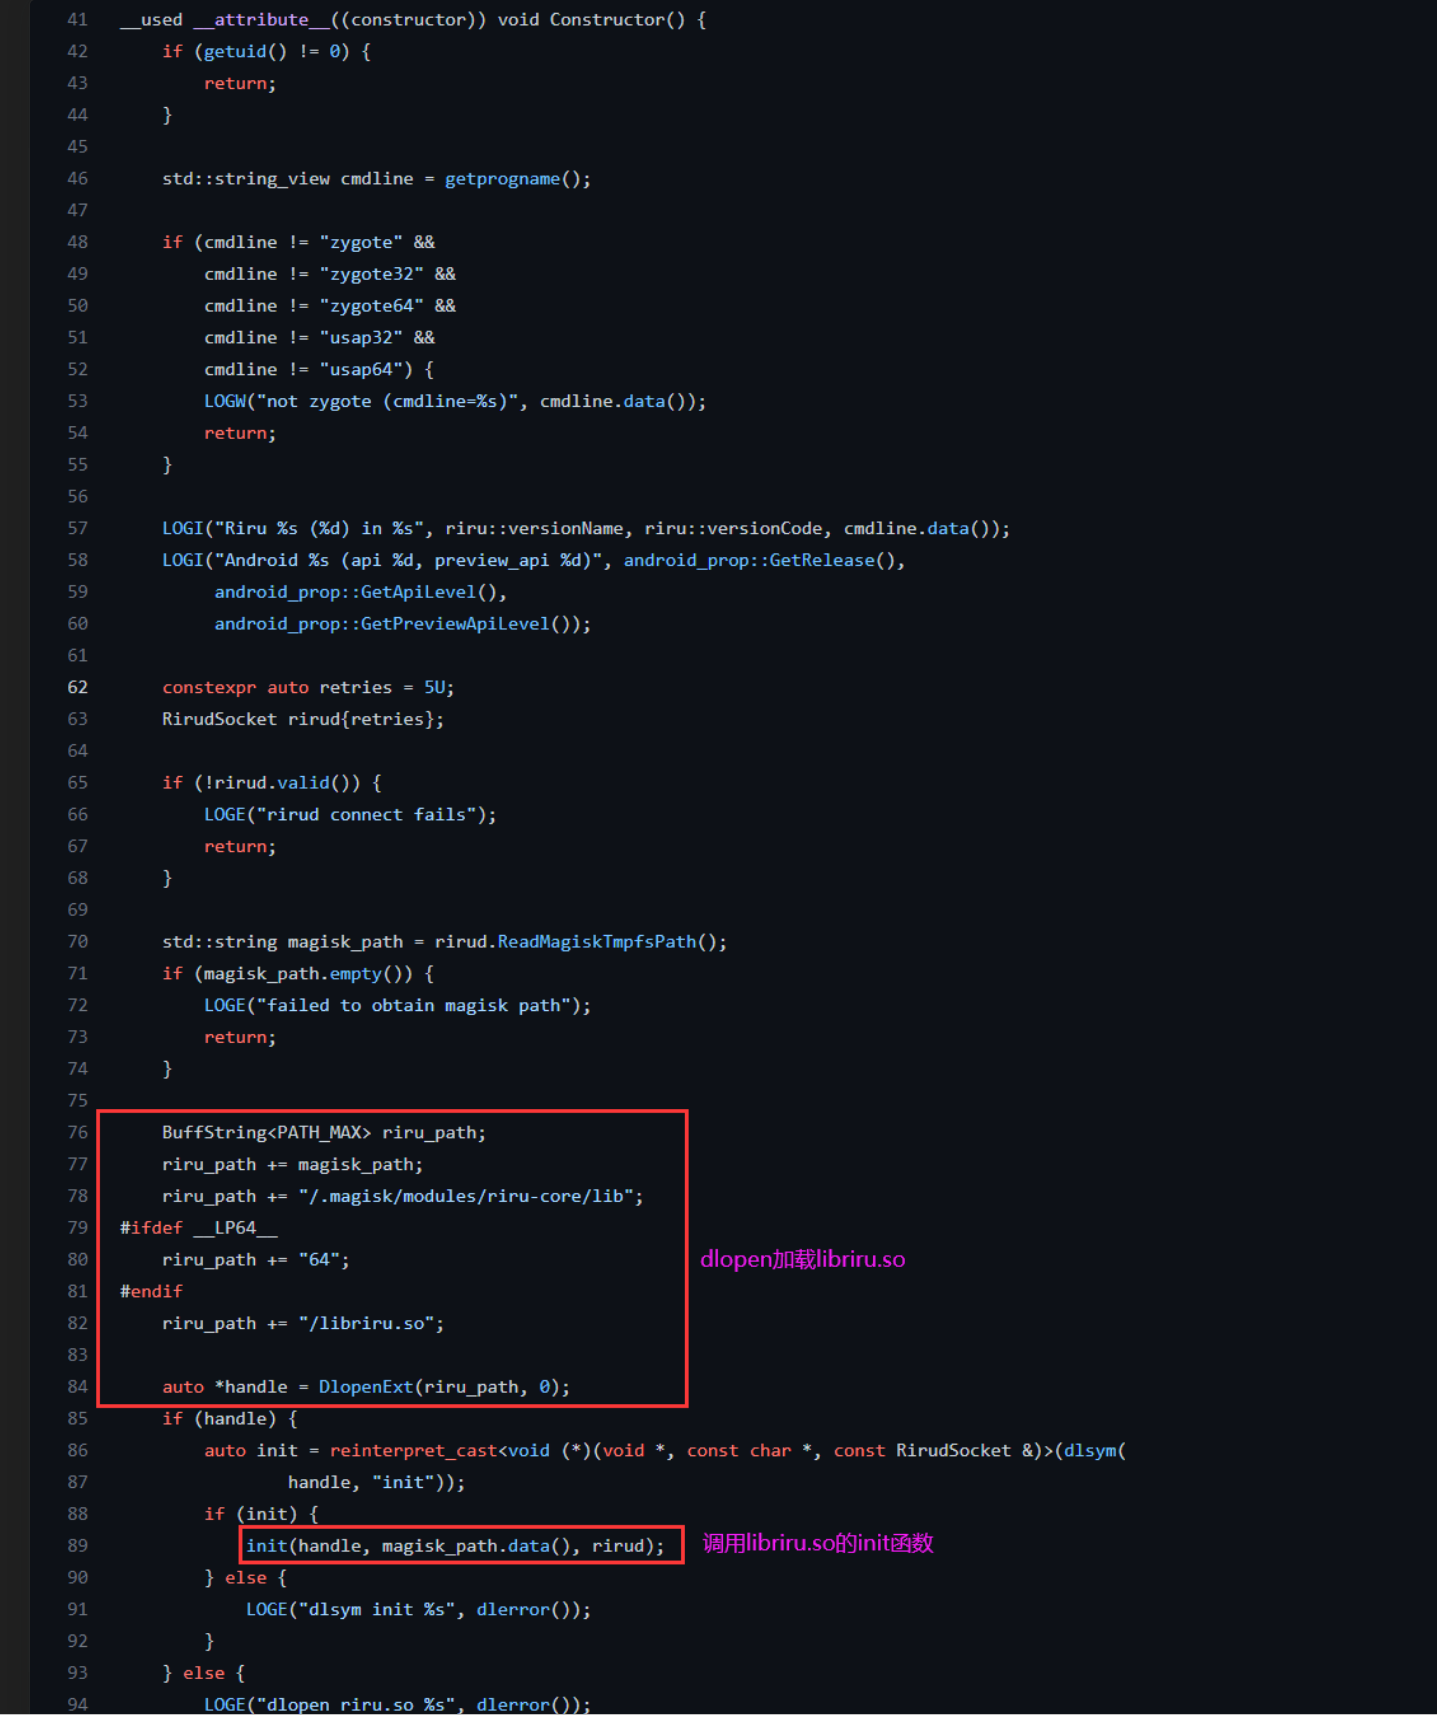 41 __used __attribute__((constructor)) void Constructor() {
42     if (getuid() != 0) {
43         return;
44     }
45
46     std::string_view cmdline = getprogname();
47
48     if (cmdline != "zygote" &&
49         cmdline != "zygote32" &&
50         cmdline != "zygote64" &&
51         cmdline != "usap32" &&
52         cmdline != "usap64") {
53         LOGW("not zygote (cmdline=%s)", cmdline.data());
54         return;
55     }
56
57     LOGI("Riru %s (%d) in %s", riru::versionName, riru::versionCode, cmdline.data());
58     LOGI("Android %s (api %d, preview_api %d)", android_prop::GetRelease(),
59          android_prop::GetApiLevel(),
60          android_prop::GetPreviewApiLevel());
61
62     constexpr auto retries = 5U;
63     RirudSocket rirud{retries};
64
65     if (!rirud.valid()) {
66         LOGE("rirud connect fails");
67         return;
68     }
69
70     std::string magisk_path = rirud.ReadMagiskTmpfsPath();
71     if (magisk_path.empty()) {
72         LOGE("failed to obtain magisk path");
73         return;
74     }
75
76     BuffString<PATH_MAX> riru_path;
77     riru_path += magisk_path;
78     riru_path += "/.magisk/modules/riru-core/lib";
79 #ifdef __LP64__
80     riru_path += "64";
dlopen加载libriru.so
81 #endif
82     riru_path += "/libriru.so";
83
84     auto *handle = DlopenExt(riru_path, 0);
85     if (handle) {
86         auto init = reinterpret_cast<void (*)(void *, const char *, const RirudSocket &)>(dlsym(
87                 handle, "init"));
88         if (init) {
89             init(handle, magisk_path.data(), rirud);
调用libriru.so的init函数
90         } else {
91             LOGE("dlsym init %s", dlerror());
92         }
93     } else {
94         LOGE("dlopen riru.so %s", dlerror());